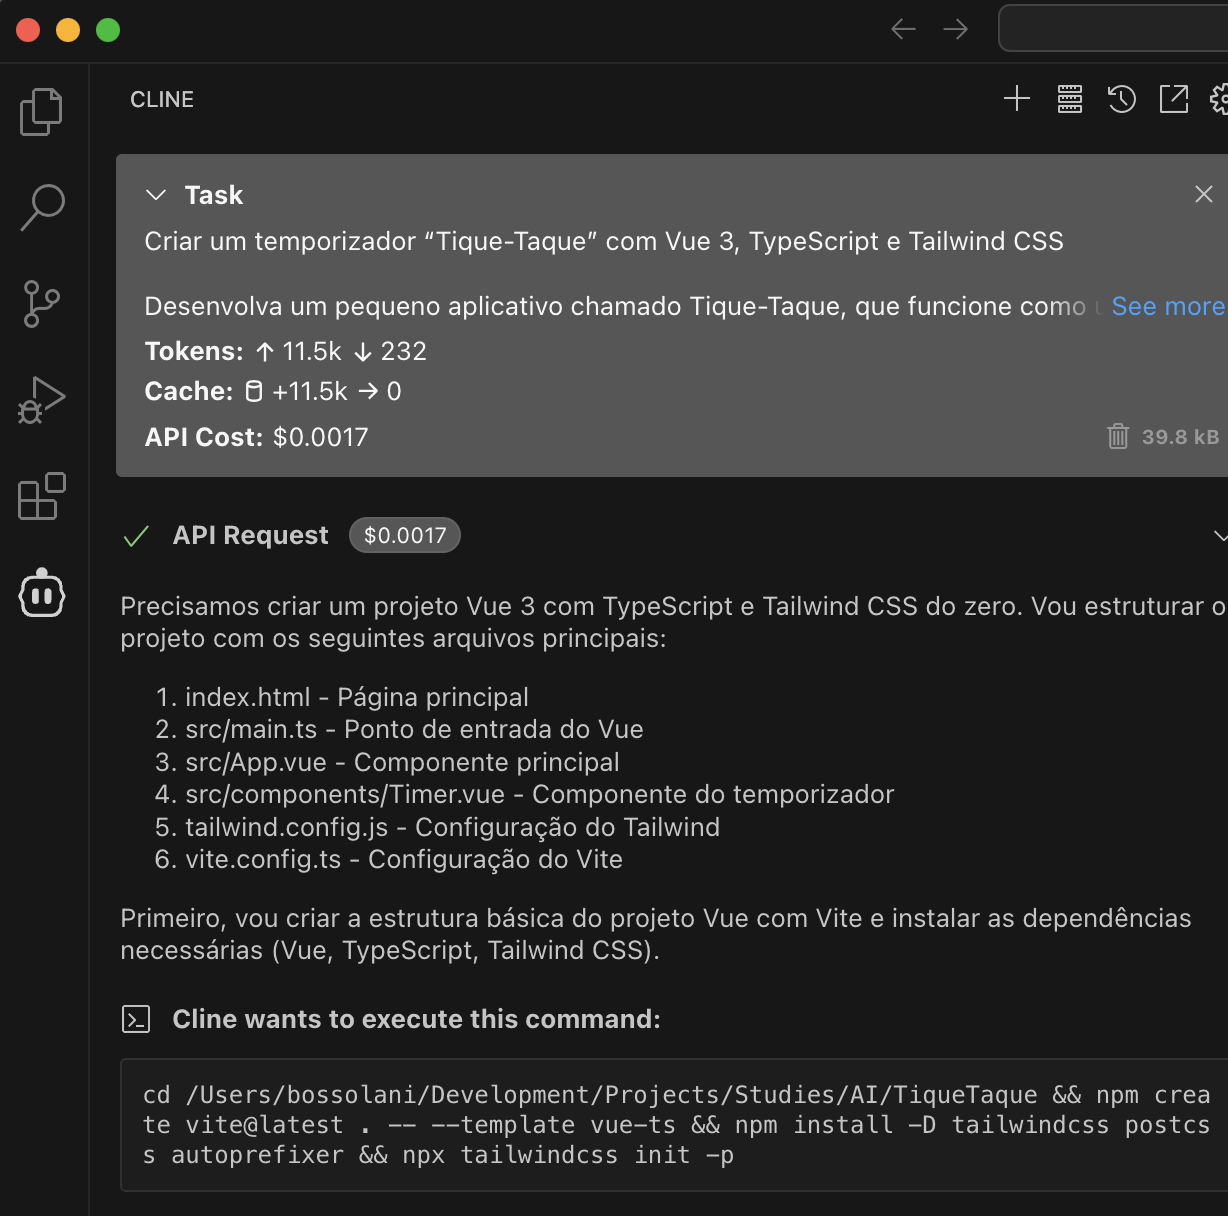 CLINE
Task
Criar um temporizador “Tique-Taque” com Vue 3, TypeScript e Tailwind CSS
Desenvolva um pequeno aplicativo chamado Tique-Taque, que funcione como u See more
Tokens: ↑ 11.5k ↓ 232
Cache: +11.5k → 0
API Cost: $0.0017
39.8 kB
API Request $0.0017
Precisamos criar um projeto Vue 3 com TypeScript e Tailwind CSS do zero. Vou estruturar o
projeto com os seguintes arquivos principais:
1. index.html - Página principal
2. src/main.ts - Ponto de entrada do Vue
3. src/App.vue - Componente principal
4. src/components/Timer.vue - Componente do temporizador
5. tailwind.config.js - Configuração do Tailwind
6. vite.config.ts - Configuração do Vite
Primeiro, vou criar a estrutura básica do projeto Vue com Vite e instalar as dependências
necessárias (Vue, TypeScript, Tailwind CSS).
Cline wants to execute this command:
cd /Users/bossolani/Development/Projects/Studies/AI/TiqueTaque && npm crea
te vite@latest . -- --template vue-ts && npm install -D tailwindcss postcs
s autoprefixer && npx tailwindcss init -p